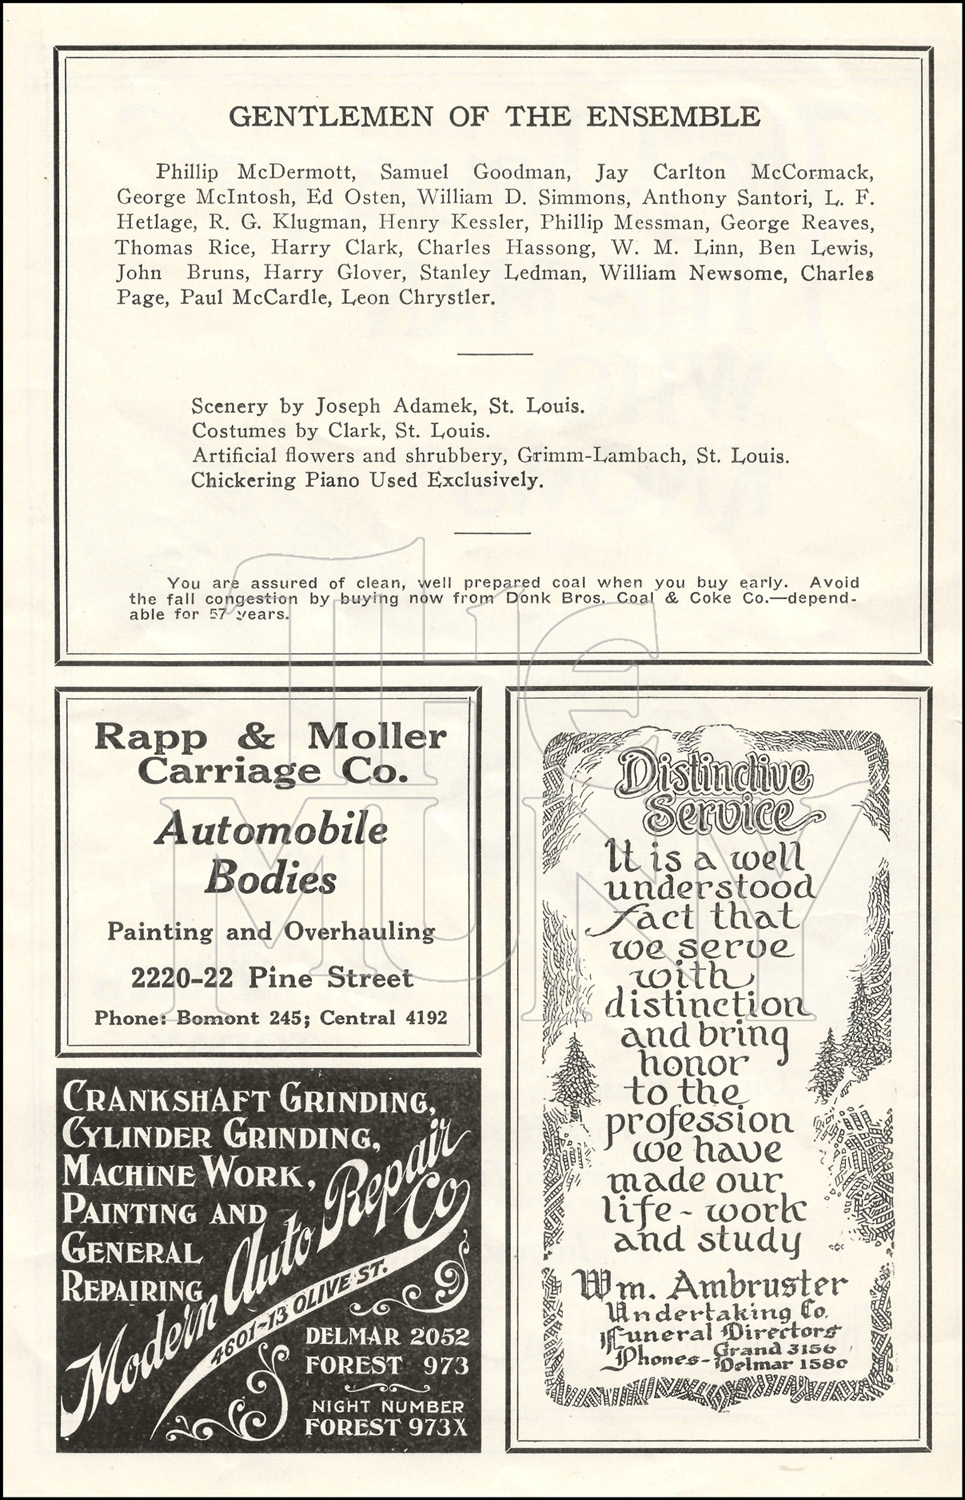 GENTLEMEN OF THE ENSEMBLE
Phillip McDermott, Samuel Goodman, Jay Carlton McCormack,
George McIntosh, Ed Osten, William D. Simmons, Anthony Santori, L. F.
Hetlage, R. G. Klugman, Henry Kessler, Phillip Messman, George Reaves,
Thomas Rice, Harry Clark, Charles Hassong, W. M. Linn, Ben Lewis,
John Bruns, Harry Glover, Stanley Ledman, William Newsome, Charles
Page, Paul McCardle, Leon Chrystler.
Scenery by Joseph Adamek, St. Louis.
Costumes by Clark, St. Louis.
Artificial flowers and shrubbery, Grimm-Lambach, St. Louis.
Chickering Piano Used Exclusively.
You are assured of clean, well prepared coal when you buy early. Avoid
the fall congestion by buying now from Donk Bros. Coal & Coke Co.—depend-
able for 57 years.
THE
MUNY
Rapp & Moller
Carriage Co.
Automobile
Bodies
Painting and Overhauling
2220-22 Pine Street
Phone: Bomont 245; Central 4192
CRANKSHAFT GRINDING,
CYLINDER GRINDING,
MACHINE WORK,
PAINTING AND
GENERAL
REPAIRING
Modern Auto Repair Co
4601-13 OLIVE ST.
DELMAR 2052
FOREST 973
NIGHT NUMBER
FOREST 973X
Distinctive
Service
It is a well
understood
fact that
we serve
with
distinction
and bring
honor
to the
profession
we have
made our
life - work
and study
Wm. Ambruster
Undertaking Co.
Funeral Directors
Phones - Grand 3156
Delmar 1580